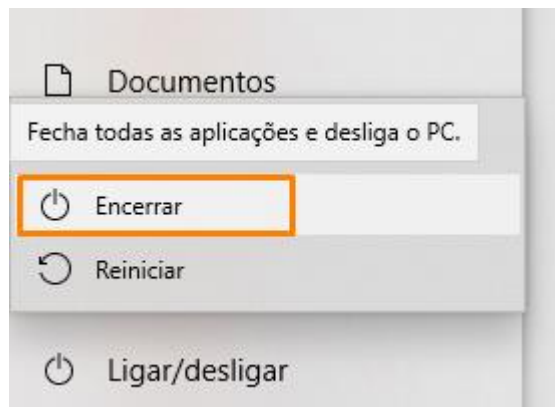 Documentos
Fecha todas as aplicações e desliga o PC.
Encerrar
Reiniciar
Ligar/desligar